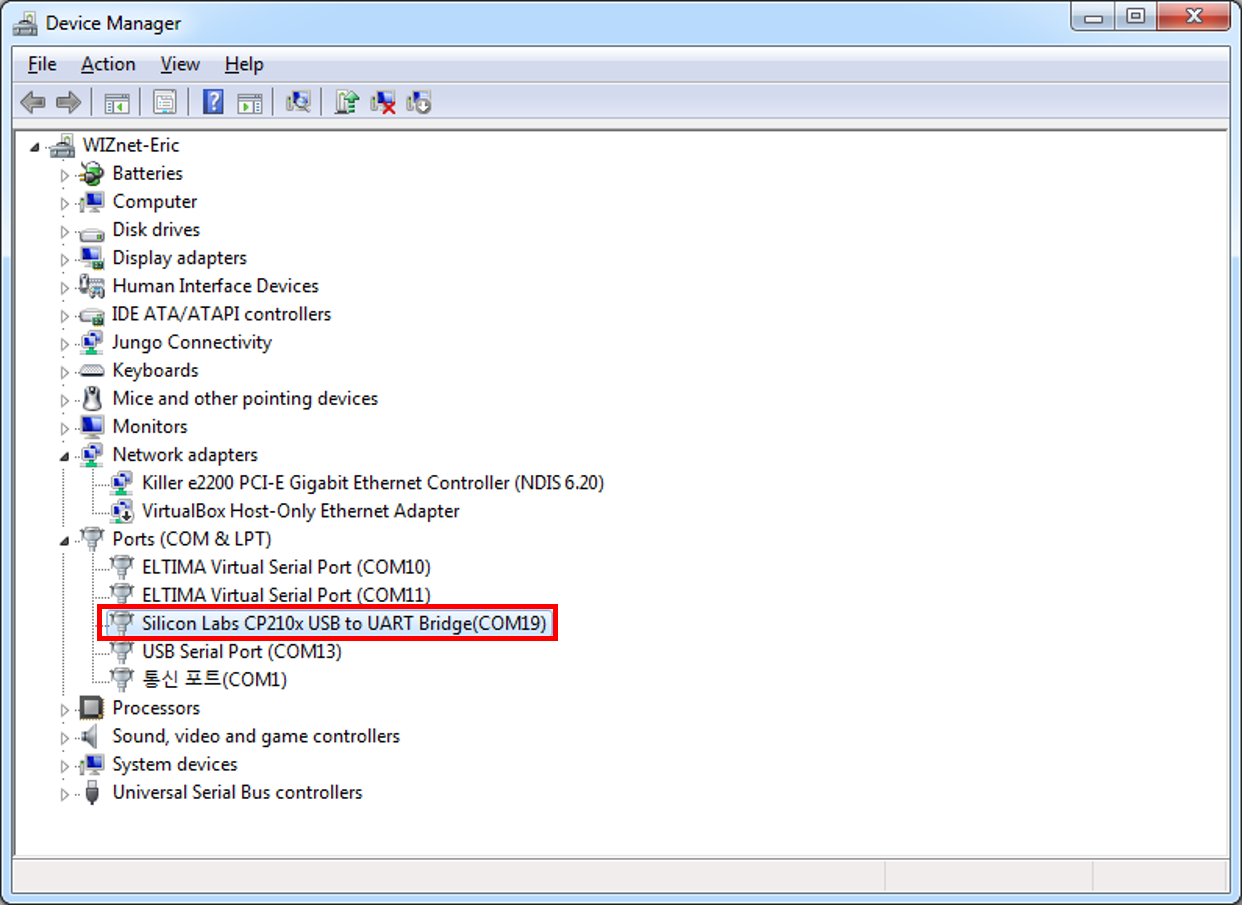 Device Manager
File Action View Help
WIZnet-Eric
Batteries
Computer
Disk drives
Display adapters
Human Interface Devices
IDE ATA/ATAPI controllers
Jungo Connectivity
Keyboards
Mice and other pointing devices
Monitors
Network adapters
Killer e2200 PCI-E Gigabit Ethernet Controller (NDIS 6.20)
VirtualBox Host-Only Ethernet Adapter
Ports (COM & LPT)
ELTIMA Virtual Serial Port (COM10)
ELTIMA Virtual Serial Port (COM11)
Silicon Labs CP210x USB to UART Bridge(COM19)
USB Serial Port (COM13)
통신 포트(COM1)
Processors
Sound, video and game controllers
System devices
Universal Serial Bus controllers